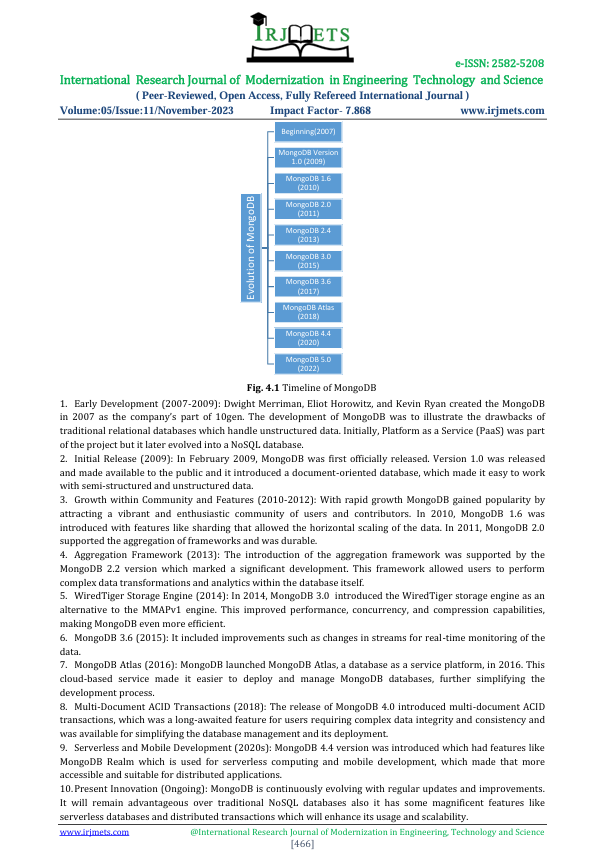 IRJMETS
e-ISSN: 2582-5208
International Research Journal of Modernization in Engineering Technology and Science
( Peer-Reviewed, Open Access, Fully Refereed International Journal )
Volume:05/Issue:11/November-2023 Impact Factor- 7.868 www.irjmets.com
Evolution of MongoDB
Beginning(2007)
MongoDB Version
1.0 (2009)
MongoDB 1.6
(2010)
MongoDB 2.0
(2011)
MongoDB 2.4
(2013)
MongoDB 3.0
(2015)
MongoDB 3.6
(2017)
MongoDB Atlas
(2018)
MongoDB 4.4
(2020)
MongoDB 5.0
(2022)
Fig. 4.1 Timeline of MongoDB
1. Early Development (2007-2009): Dwight Merriman, Eliot Horowitz, and Kevin Ryan created the MongoDB
in 2007 as the company's part of 10gen. The development of MongoDB was to illustrate the drawbacks of
traditional relational databases which handle unstructured data. Initially, Platform as a Service (PaaS) was part
of the project but it later evolved into a NoSQL database.
2. Initial Release (2009): In February 2009, MongoDB was first officially released. Version 1.0 was released
and made available to the public and it introduced a document-oriented database, which made it easy to work
with semi-structured and unstructured data.
3. Growth within Community and Features (2010-2012): With rapid growth MongoDB gained popularity by
attracting a vibrant and enthusiastic community of users and contributors. In 2010, MongoDB 1.6 was
introduced with features like sharding that allowed the horizontal scaling of the data. In 2011, MongoDB 2.0
supported the aggregation of frameworks and was durable.
4. Aggregation Framework (2013): The introduction of the aggregation framework was supported by the
MongoDB 2.2 version which marked a significant development. This framework allowed users to perform
complex data transformations and analytics within the database itself.
5. WiredTiger Storage Engine (2014): In 2014, MongoDB 3.0 introduced the WiredTiger storage engine as an
alternative to the MMAPv1 engine. This improved performance, concurrency, and compression capabilities,
making MongoDB even more efficient.
6. MongoDB 3.6 (2015): It included improvements such as changes in streams for real-time monitoring of the
data.
7. MongoDB Atlas (2016): MongoDB launched MongoDB Atlas, a database as a service platform, in 2016. This
cloud-based service made it easier to deploy and manage MongoDB databases, further simplifying the
development process.
8. Multi-Document ACID Transactions (2018): The release of MongoDB 4.0 introduced multi-document ACID
transactions, which was a long-awaited feature for users requiring complex data integrity and consistency and
was available for simplifying the database management and its deployment.
9. Serverless and Mobile Development (2020s): MongoDB 4.4 version was introduced which had features like
MongoDB Realm which is used for serverless computing and mobile development, which made that more
accessible and suitable for distributed applications.
10. Present Innovation (Ongoing): MongoDB is continuously evolving with regular updates and improvements.
It will remain advantageous over traditional NoSQL databases also it has some magnificent features like
serverless databases and distributed transactions which will enhance its usage and scalability.
www.irjmets.com @International Research Journal of Modernization in Engineering, Technology and Science
[466]